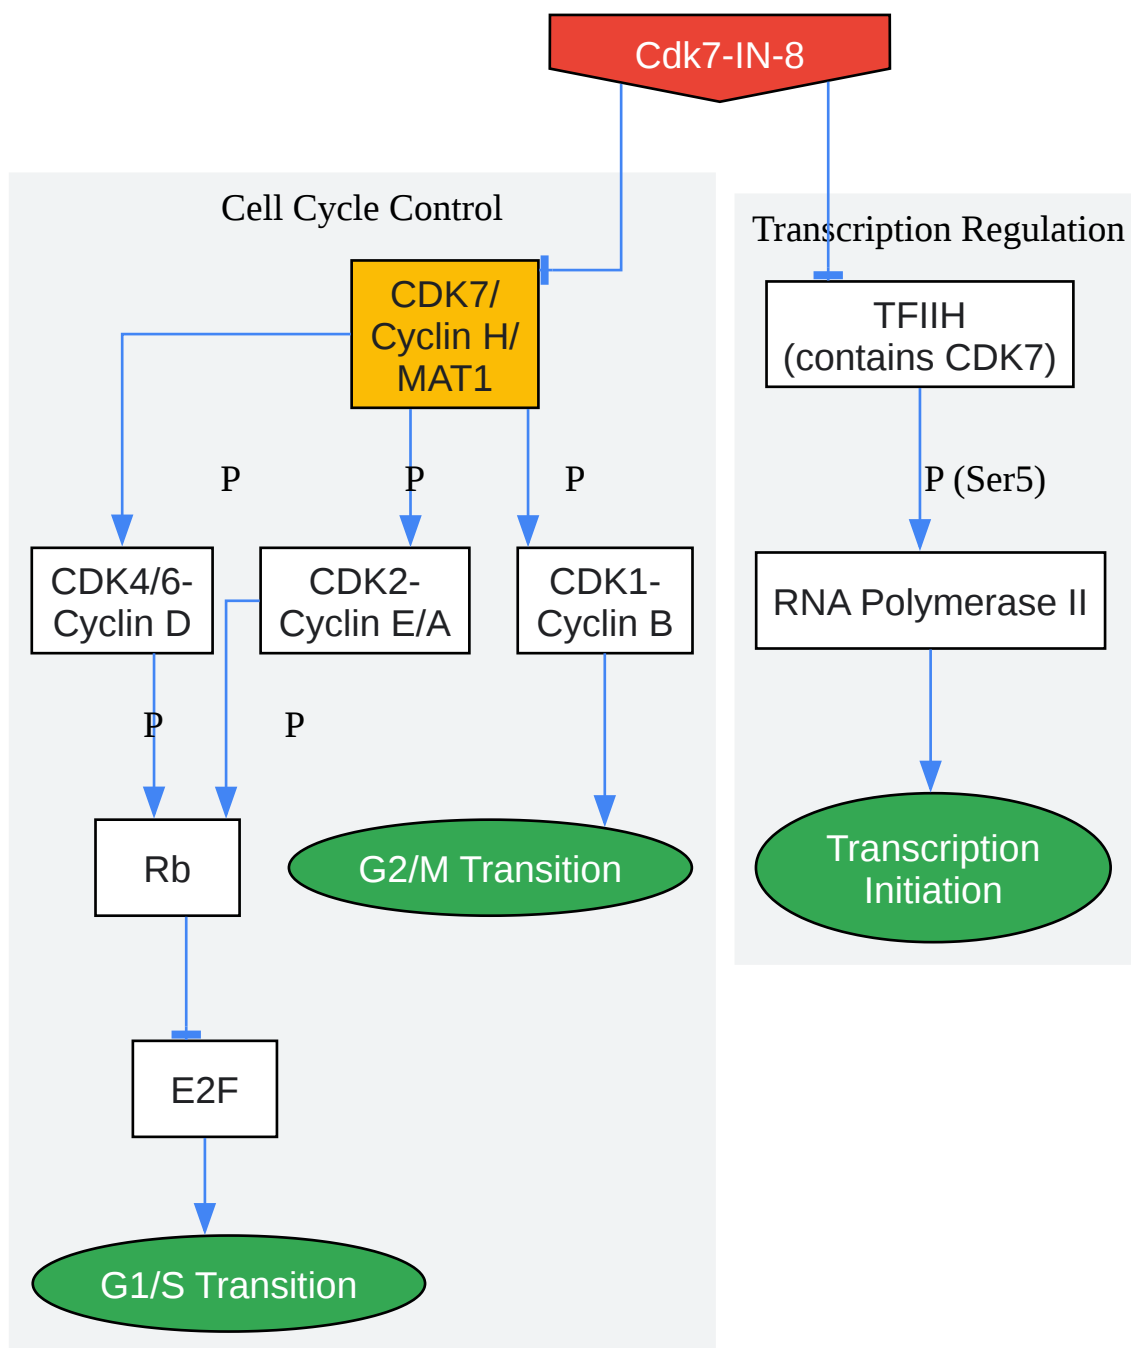 Cdk7-IN-8
Cell Cycle Control
Transcription Regulation
CDK7/
Cyclin H/
MAT1
TFIIH
(contains CDK7)
P
P
P
P (Ser5)
CDK4/6-
Cyclin D
CDK2-
Cyclin E/A
CDK1-
Cyclin B
RNA Polymerase II
P
P
Rb
G2/M Transition
Transcription
Initiation
E2F
G1/S Transition